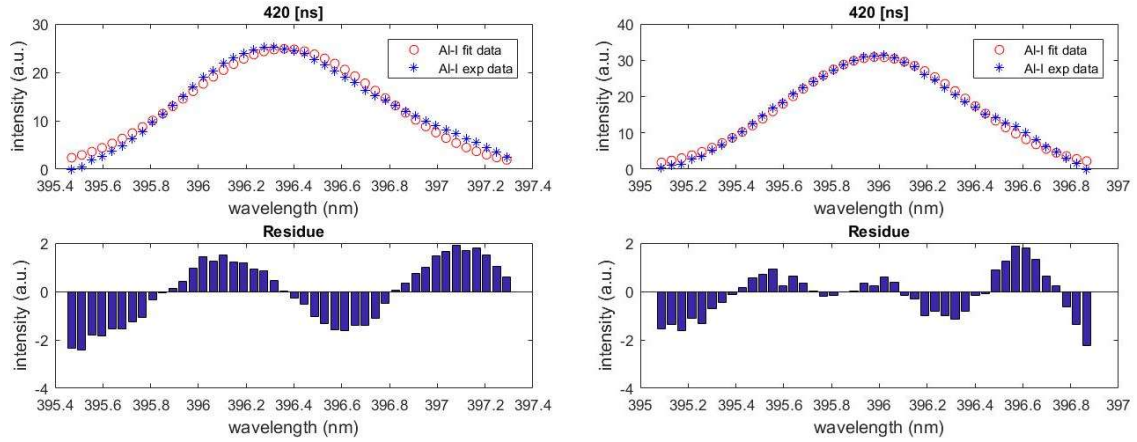 420 [ns]
30
20
10
0
intensity (a.u.)
Al-I fit data
Al-I exp data
395.4 395.6 395.8 396 396.2 396.4 396.6 396.8 397 397.2 397.4
wavelength (nm)
420 [ns]
40
30
20
10
0
intensity (a.u.)
Al-I fit data
Al-I exp data
395 395.2 395.4 395.6 395.8 396 396.2 396.4 396.6 396.8 397
wavelength (nm)
Residue
2
0
-2
-4
intensity (a.u.)
395.4 395.6 395.8 396 396.2 396.4 396.6 396.8 397 397.2 397.4
wavelength (nm)
Residue
2
0
-2
-4
intensity (a.u.)
395 395.2 395.4 395.6 395.8 396 396.2 396.4 396.6 396.8 397
wavelength (nm)